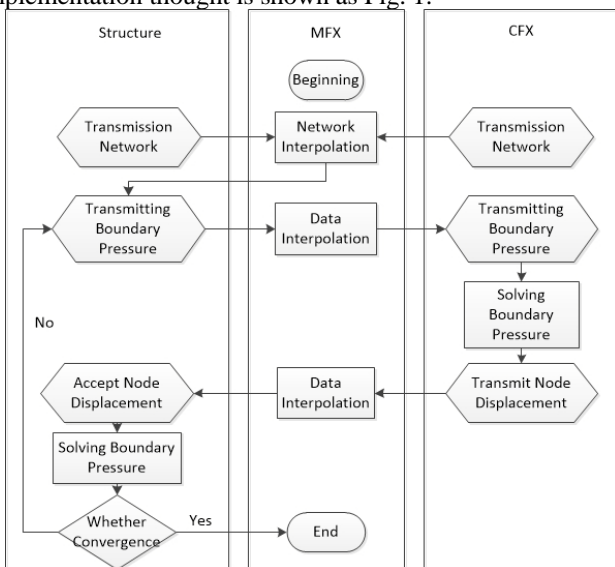 plementation thought is shown as Fig. 1.
Structure
MFX
CFX
Beginning
Transmission
Network
Network
Interpolation
Transmission
Network
Transmitting
Boundary
Pressure
Data
Interpolation
Transmitting
Boundary
Pressure
Solving
Boundary
Pressure
No
Accept Node
Displacement
Data
Interpolation
Transmit Node
Displacement
Solving Boundary
Pressure
Whether
Convergence
Yes
End